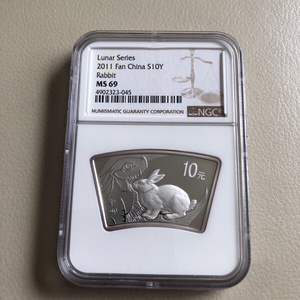 Lunar Series
2011 Fan China S10Y
Rabbit
MS 69
4902323-045
NUMISMATIC GUARANTY CORPORATION
NGC
10元